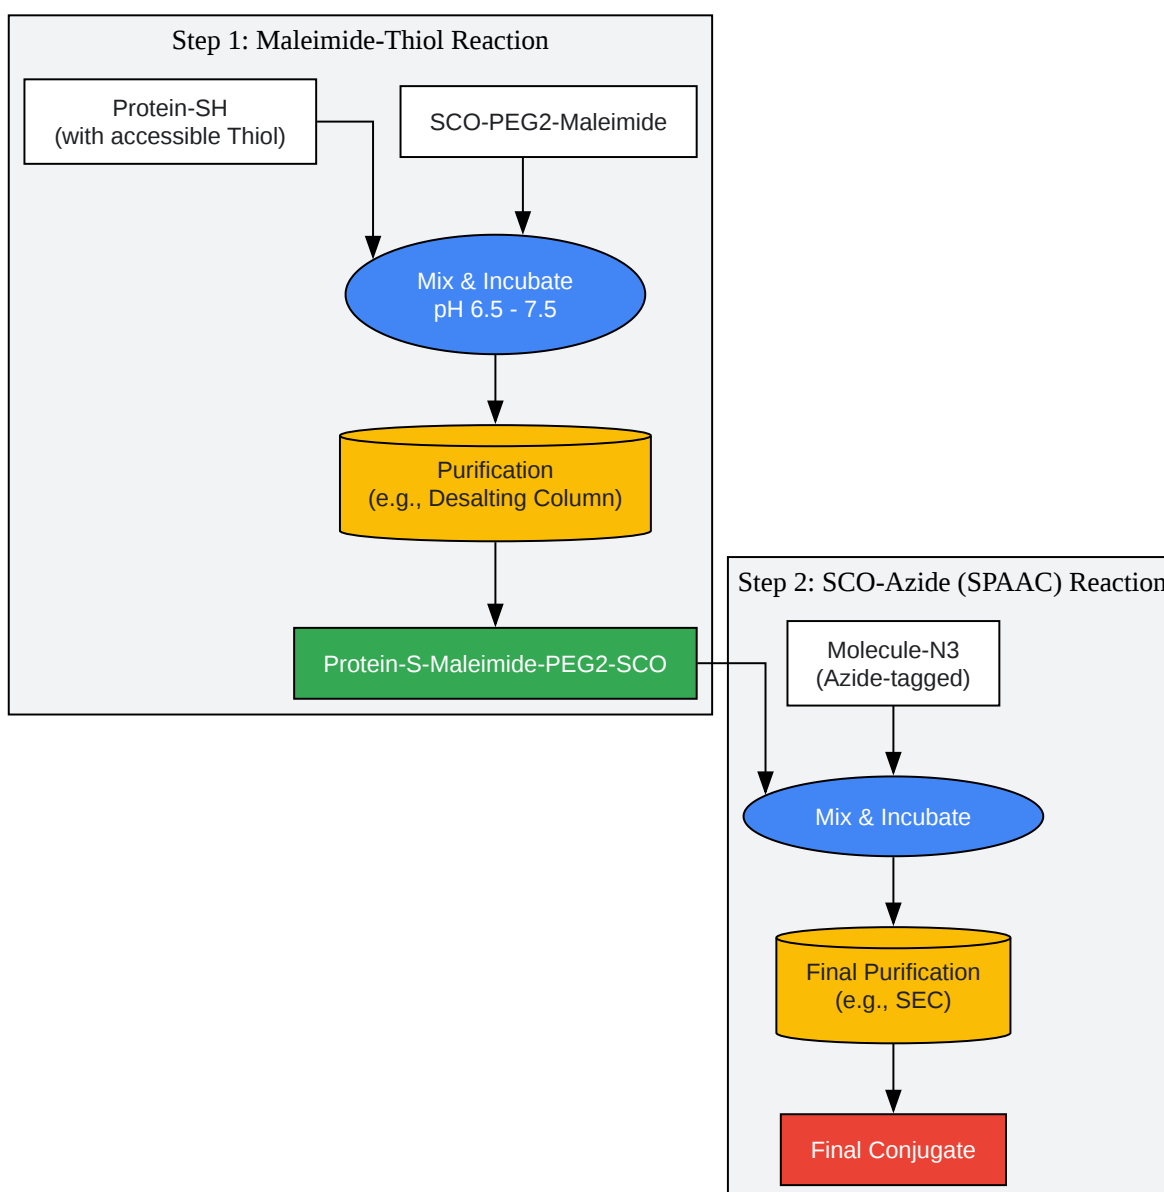 Step 1: Maleimide-Thiol Reaction
Protein-SH
(with accessible Thiol)
SCO-PEG2-Maleimide
Mix & Incubate
pH 6.5 - 7.5
Purification
(e.g., Desalting Column)
Protein-S-Maleimide-PEG2-SCO
Step 2: SCO-Azide (SPAAC) Reaction
Molecule-N3
(Azide-tagged)
Mix & Incubate
Final Purification
(e.g., SEC)
Final Conjugate